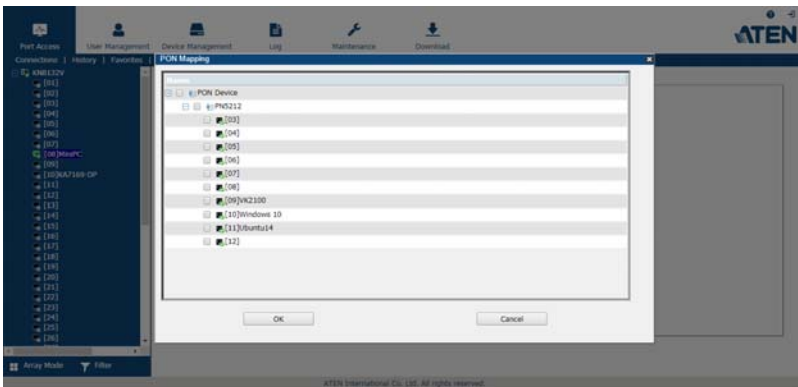 ATEN
Port Access
User Management
Device Management
Log
Maintenance
Download
Connections | History | Favorites |
KN8132V
[01]
[02]
[03]
[04]
[05]
[06]
[07]
[08]MiniPC
[09]
[10]KA7169-DP
[11]
[12]
[13]
[14]
[15]
[16]
[17]
[18]
[19]
[20]
[21]
[22]
[23]
[24]
[25]
[26]
Array Mode
Filter
PON Mapping
PON Device
PN5212
[03]
[04]
[05]
[06]
[07]
[08]
[09]VK2100
[10]Windows 10
[11]Ubuntu14
[12]
OK
Cancel
ATEN International Co. Ltd. All rights reserved.